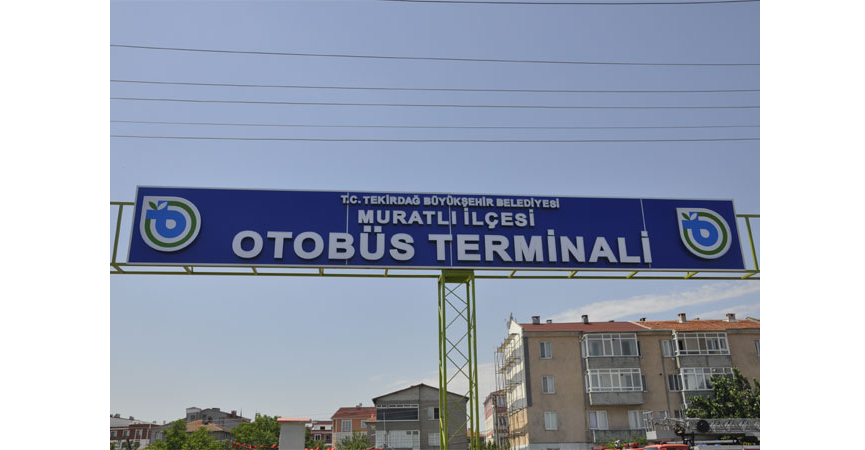 T.C. TEKİRDAĞ BÜYÜKŞEHİR BELEDİYESİ
MURATLI İLÇESİ
OTOBÜS TERMİNALİ